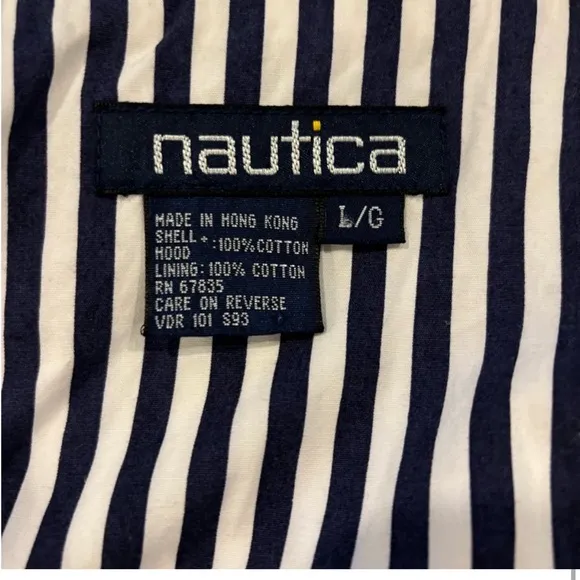 nautica
L/G
MADE IN HONG KONG
SHELL + :100% COTTON
HOOD
LINING: 100% COTTON
RN 67835
CARE ON REVERSE
VDR 101 S93